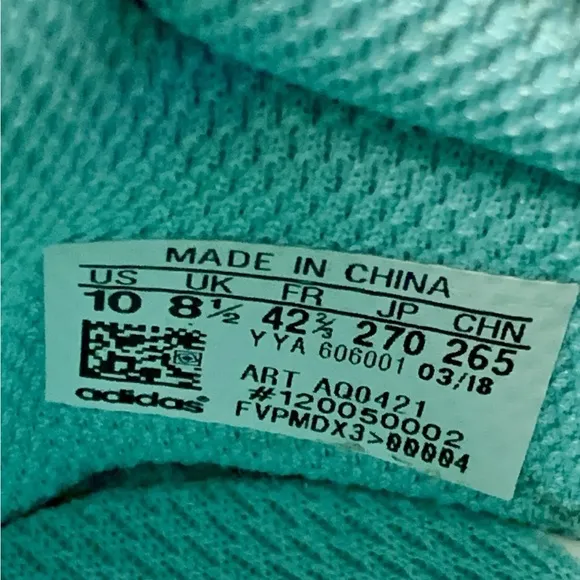 MADE IN CHINA
US UK FR JP CHN
10 8½ 42⅔ 270 265
YYA 606001 03/18
ART AQ0421
#120050002
adidas FVPMDX3>00004